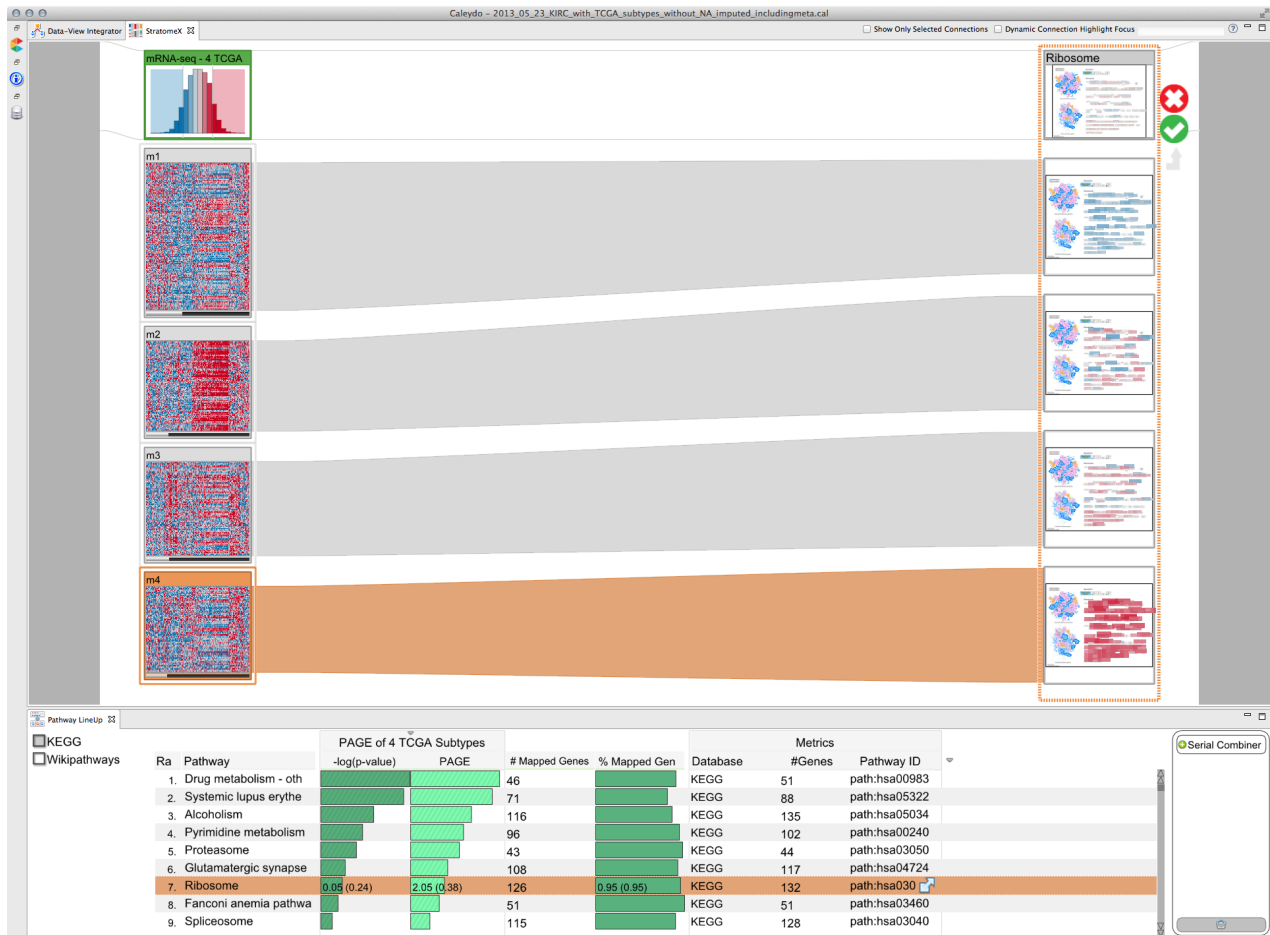 Caleydo – 2013_05_23_KIRC_with_TCGA_subtypes_without_NA_imputed_includingmeta.cal
Data-View Integrator
StratomeX
Show Only Selected Connections
Dynamic Connection Highlight Focus
mRNA-seq - 4 TCGA
Ribosome
m1
m2
m3
m4
Pathway LineUp
KEGG
Wikipathways
Serial Combiner
PAGE of 4 TCGA Subtypes
Metrics
Ra Pathway -log(p-value) PAGE # Mapped Genes % Mapped Gen Database #Genes Pathway ID
1. Drug metabolism - oth 46 KEGG 51 path:hsa00983
2. Systemic lupus erythe 71 KEGG 88 path:hsa05322
3. Alcoholism 116 KEGG 135 path:hsa05034
4. Pyrimidine metabolism 96 KEGG 102 path:hsa00240
5. Proteasome 43 KEGG 44 path:hsa03050
6. Glutamatergic synapse 108 KEGG 117 path:hsa04724
7. Ribosome 0.05 (0.24) 2.05 (0.38) 126 0.95 (0.95) KEGG 132 path:hsa030
8. Fanconi anemia pathwa 51 KEGG 51 path:hsa03460
9. Spliceosome 115 KEGG 128 path:hsa03040